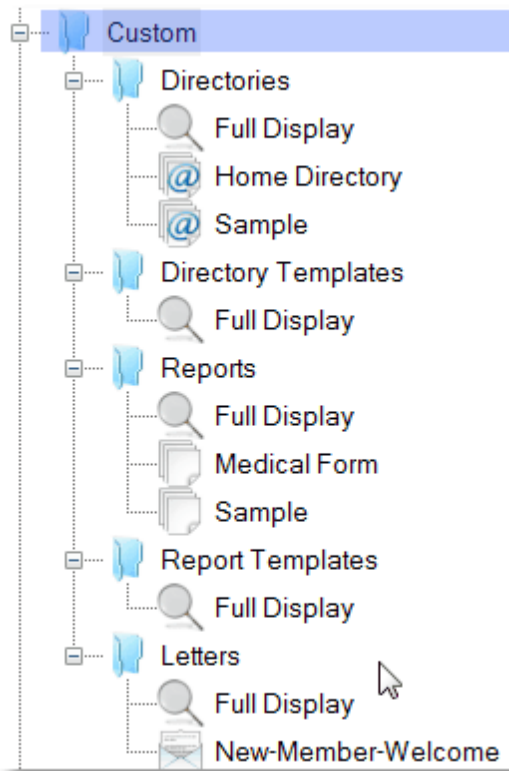 Custom
Directories
Full Display
Home Directory
Sample
Directory Templates
Full Display
Reports
Full Display
Medical Form
Sample
Report Templates
Full Display
Letters
Full Display
New-Member-Welcome